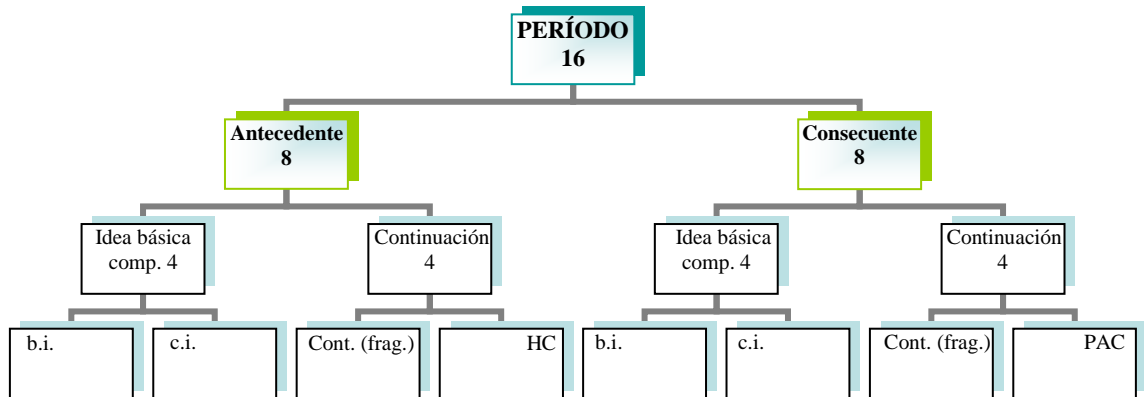 PERÍODO
16
Antecedente
8
Consecuente
8
Idea básica
comp. 4
Continuación
4
Idea básica
comp. 4
Continuación
4
b.i.
c.i.
Cont. (frag.)
HC
b.i.
c.i.
Cont. (frag.)
PAC